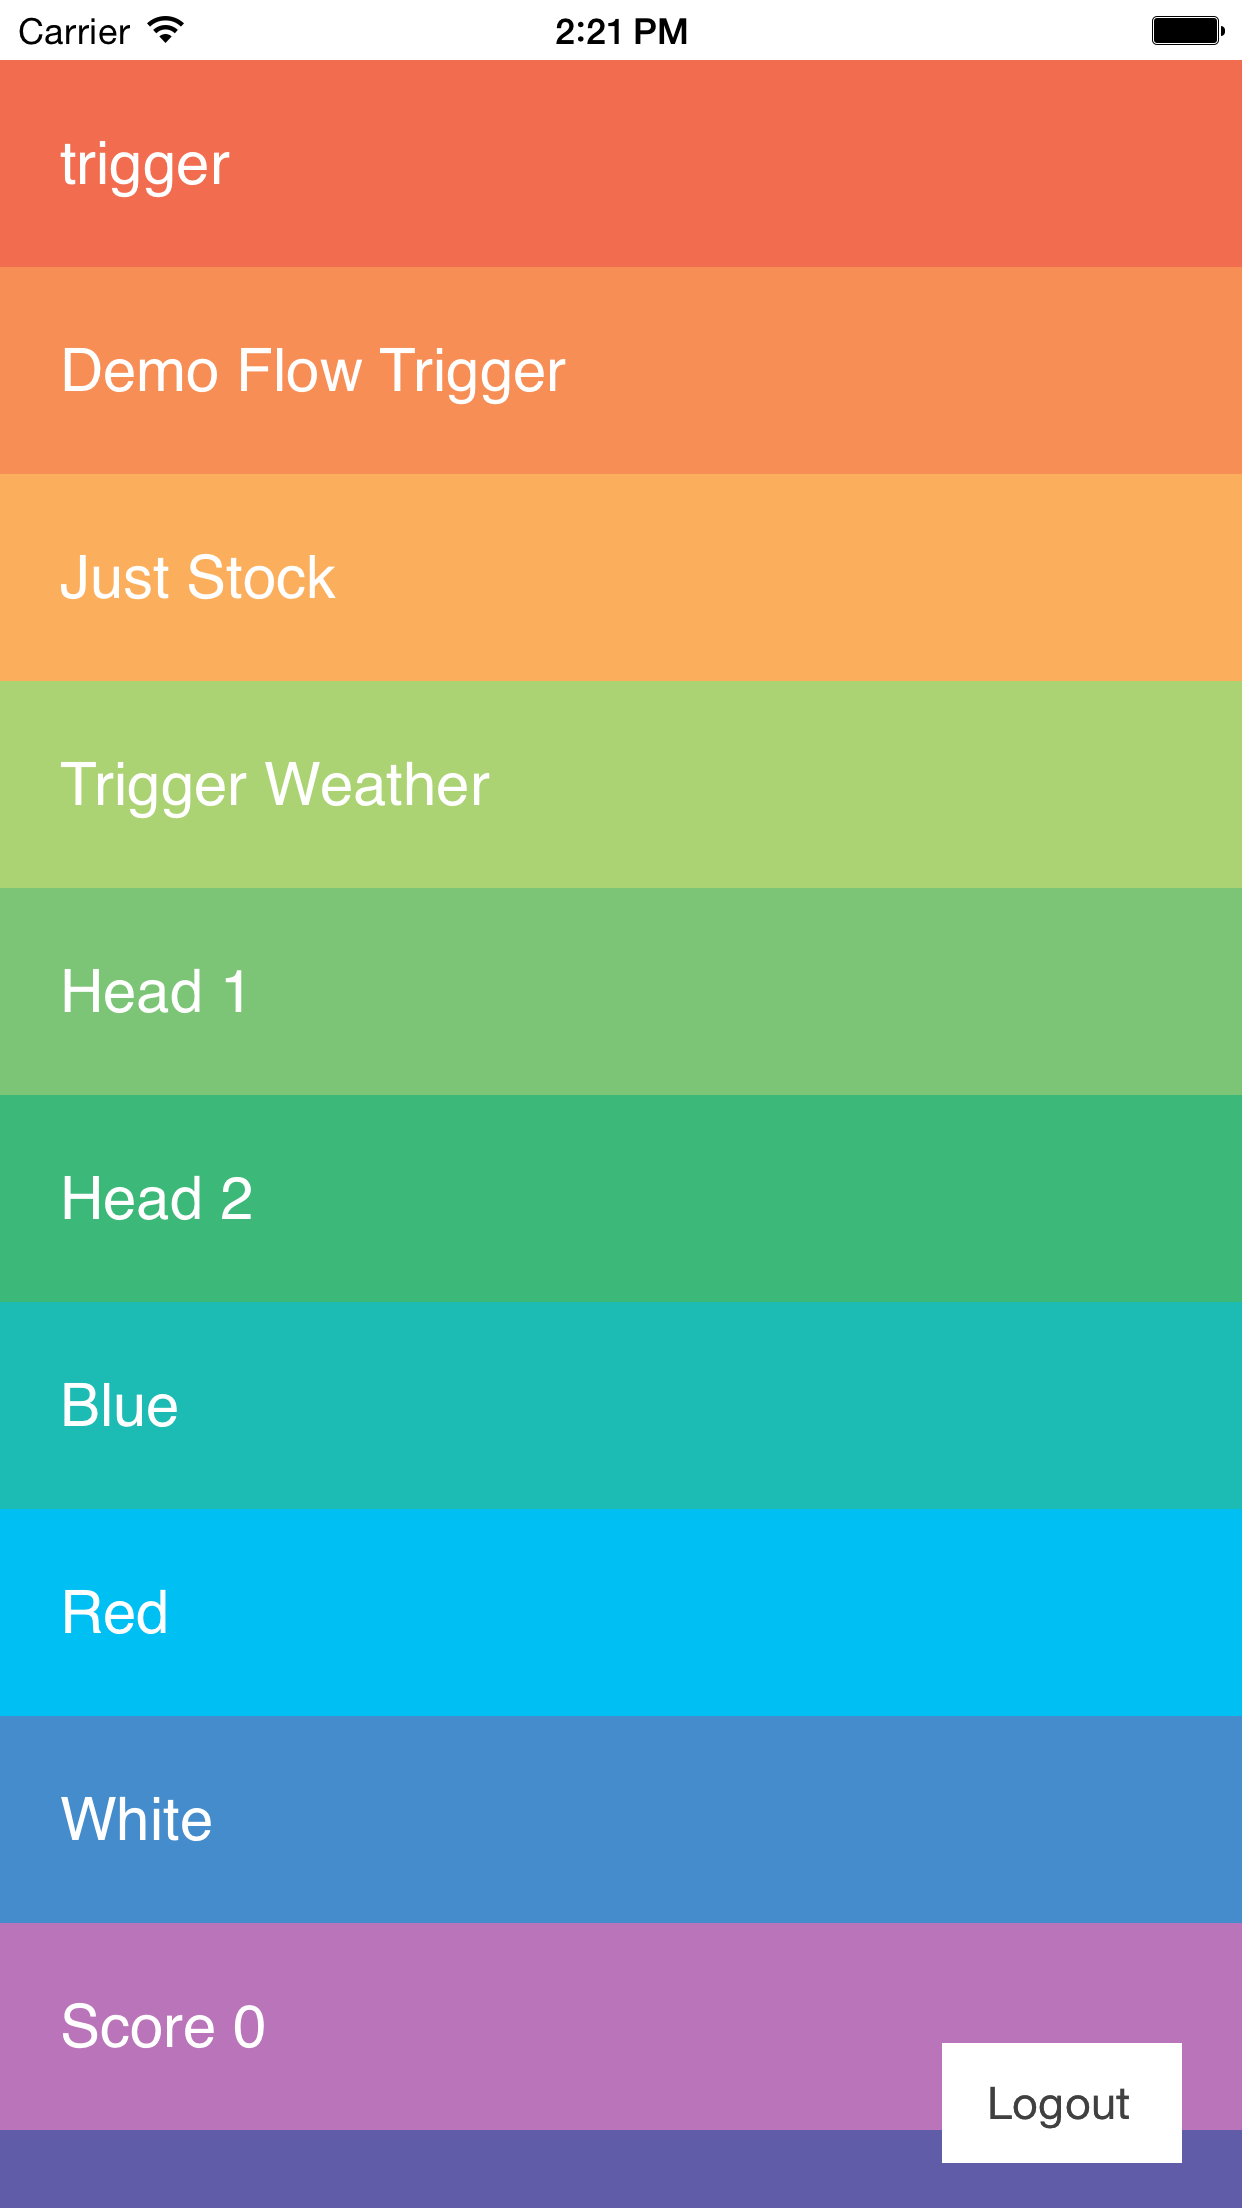 Carrier 2:21 PM
trigger
Demo Flow Trigger
Just Stock
Trigger Weather
Head 1
Head 2
Blue
Red
White
Score 0
Logout